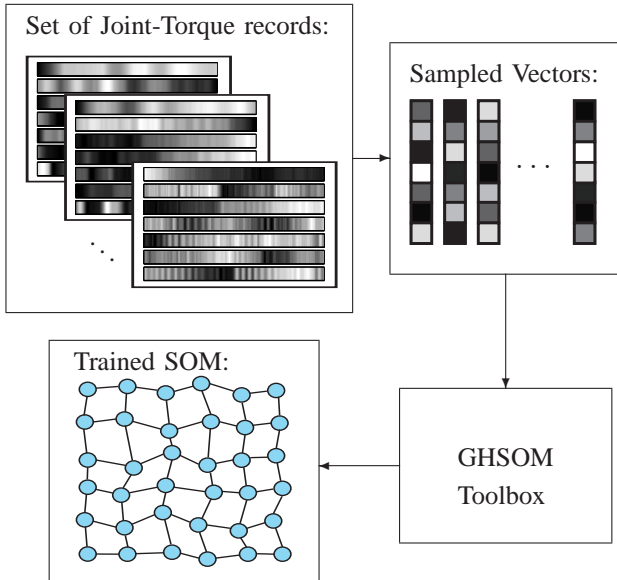 Set of Joint-Torque records:
Sampled Vectors:
. . .
. . .
Trained SOM:
GHSOM
Toolbox